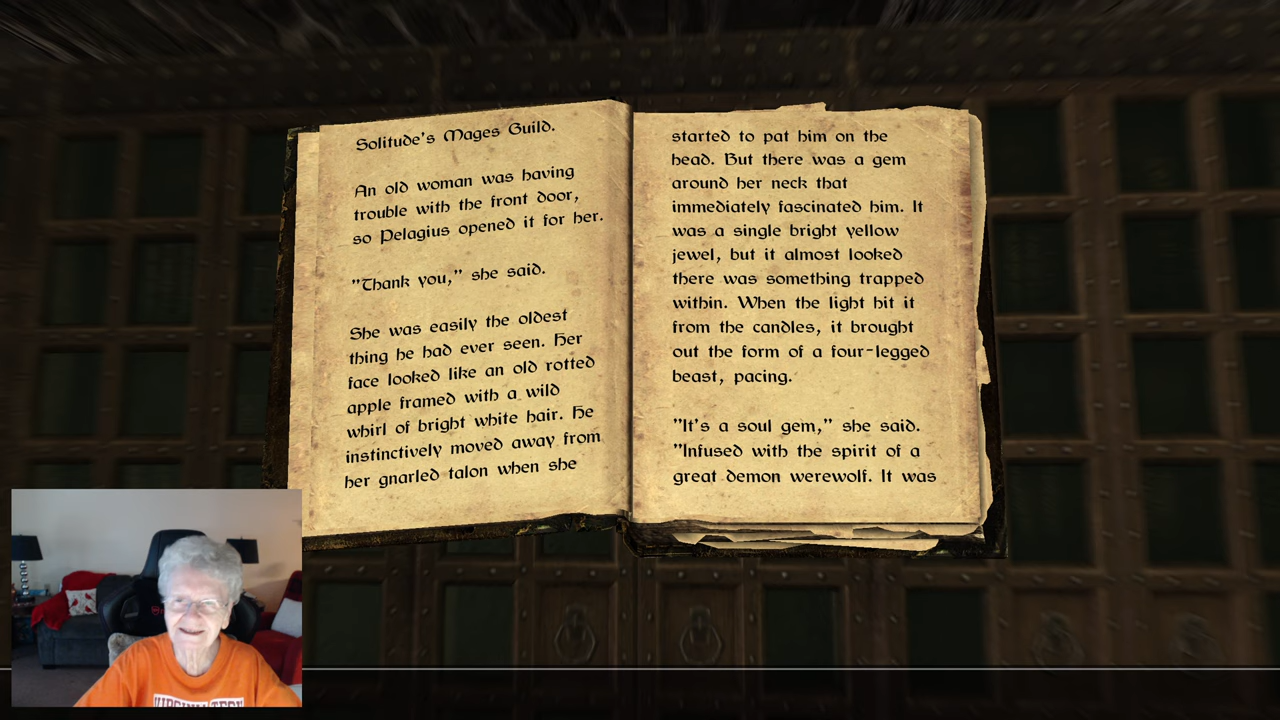 Solitude's Mages Guild.
An old woman was having
trouble with the front door,
so Pelagius opened it for her.
"Thank you," she said.
She was easily the oldest
thing he had ever seen. Her
face looked like an old rotted
apple framed with a wild
whirl of bright white hair. He
instinctively moved away from
her gnarled talon when she
started to pat him on the
head. But there was a gem
around her neck that
immediately fascinated him. It
was a single bright yellow
jewel, but it almost looked
there was something trapped
within. When the light hit it
from the candles, it brought
out the form of a four-legged
beast, pacing.
"It's a soul gem," she said.
"Infused with the spirit of a
great demon werewolf. It was
VIRGINIA TECH